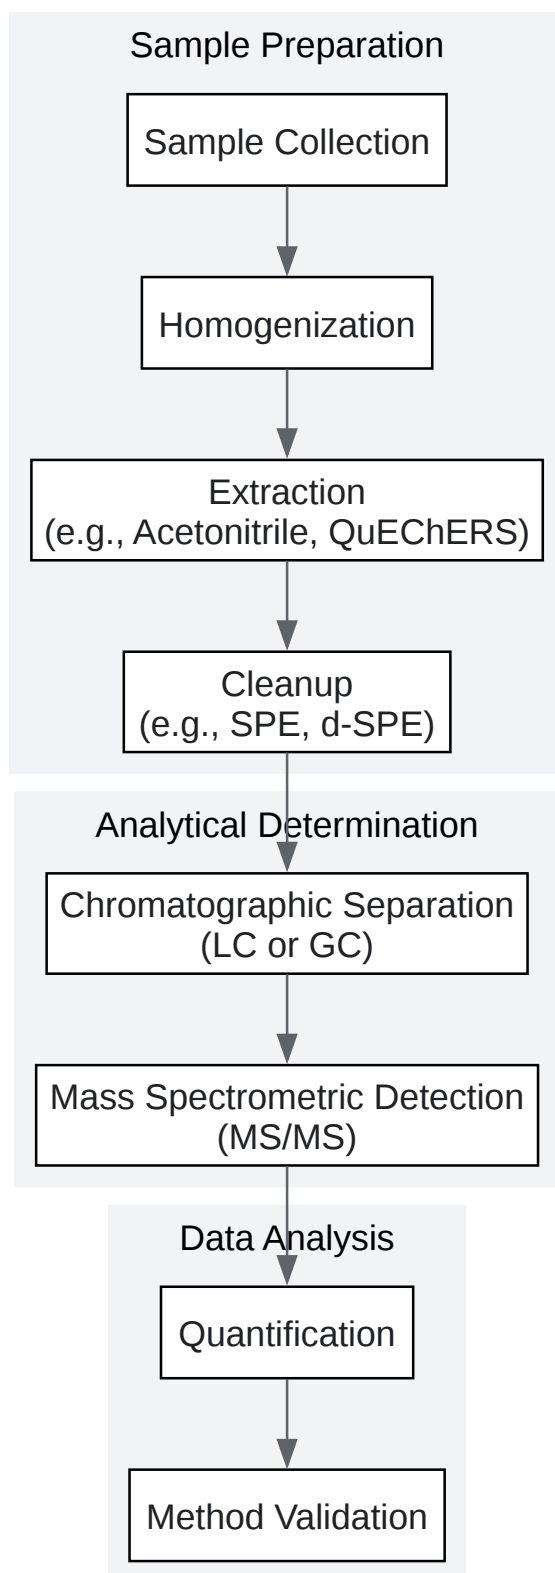 Sample Preparation
Sample Collection
Homogenization
Extraction
(e.g., Acetonitrile, QuEChERS)
Cleanup
(e.g., SPE, d-SPE)
Analytical Determination
Chromatographic Separation
(LC or GC)
Mass Spectrometric Detection
(MS/MS)
Data Analysis
Quantification
Method Validation